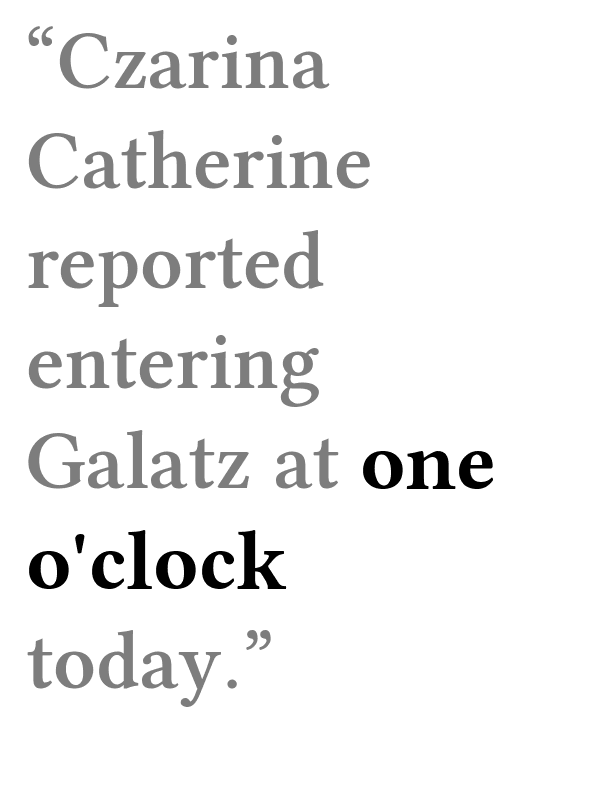 “Czarina
Catherine
reported
entering
Galatz at one
o'clock
today.”